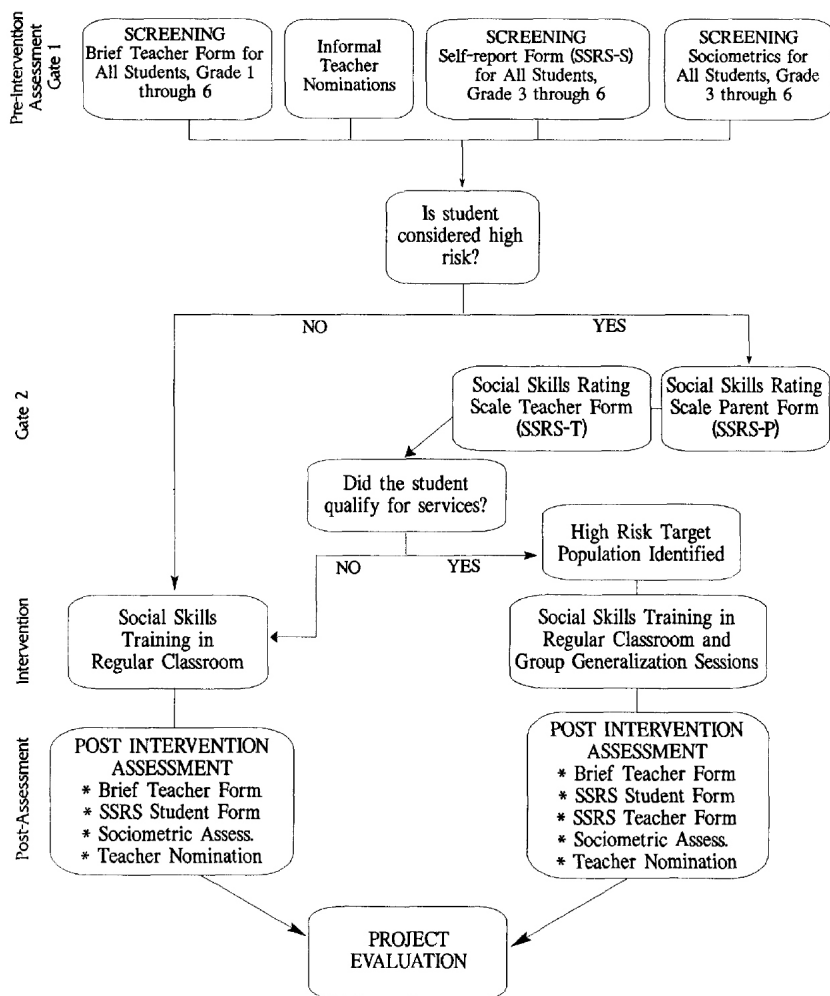 Pre-Intervention
Assessment
Gate 1
SCREENING
Brief Teacher Form for
All Students, Grade 1
through 6
Informal
Teacher
Nominations
SCREENING
Self-report Form (SSRS-S)
for All Students,
Grade 3 through 6
SCREENING
Sociometrics for
All Students, Grade
3 through 6
Is student
considered high
risk?
NO
YES
Gate 2
Social Skills Rating
Scale Teacher Form
(SSRS-T)
Social Skills Rating
Scale Parent Form
(SSRS-P)
Did the student
qualify for services?
NO
YES
High Risk Target
Population Identified
Intervention
Social Skills
Training in
Regular Classroom
Social Skills Training in
Regular Classroom and
Group Generalization Sessions
Post-Assessment
POST INTERVENTION
ASSESSMENT
* Brief Teacher Form
* SSRS Student Form
* Sociometric Assess.
* Teacher Nomination
POST INTERVENTION
ASSESSMENT
* Brief Teacher Form
* SSRS Student Form
* SSRS Teacher Form
* Sociometric Assess.
* Teacher Nomination
PROJECT
EVALUATION